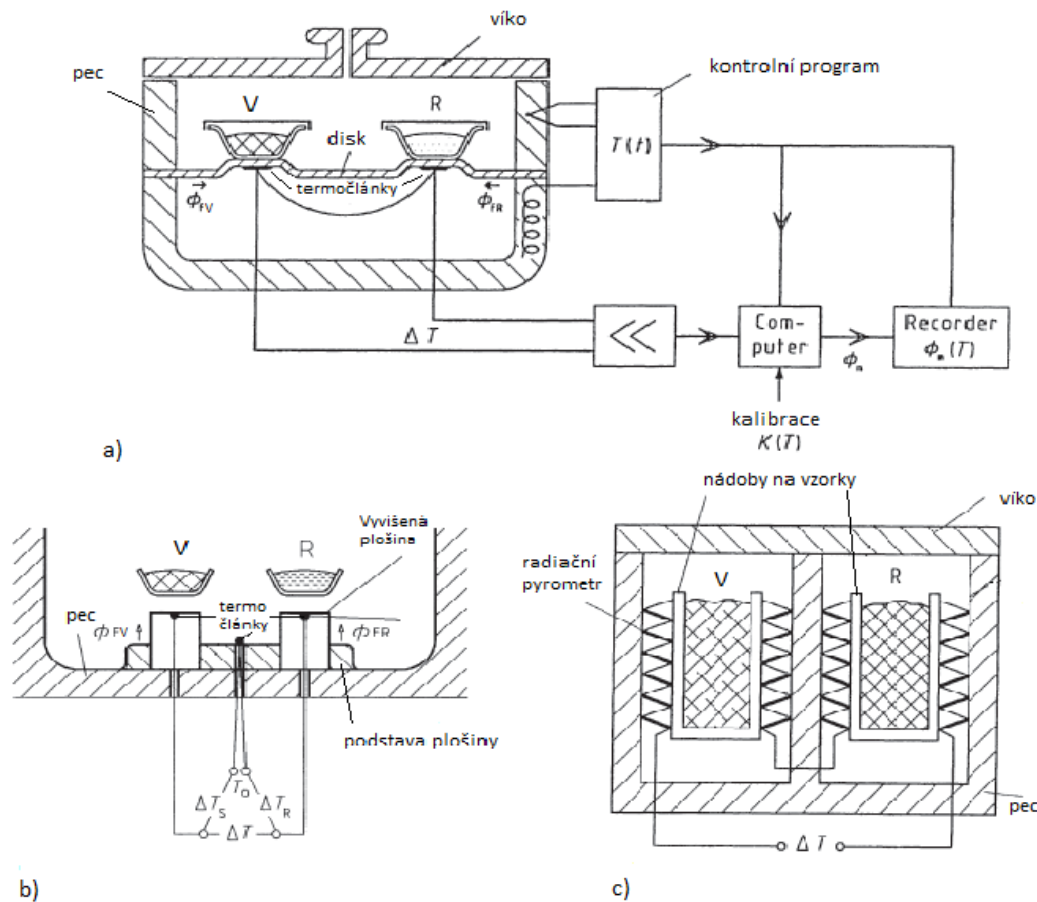 víko
pec
kontrolní program
V
R
T(t)
disk
termočlánky
ΦFV
ΦFR
ΔT
<<
Com-
puter
Φm
Recorder
Φm(T)
kalibrace
K(T)
a)
nádoby na vzorky
víko
Vyvišená
plošina
V
R
radiační
pyrometr
V
R
pec
termo
články
ΦFV
ΦFR
podstava plošiny
T0
ΔTS
ΔTR
ΔT
pec
ΔT
b)
c)